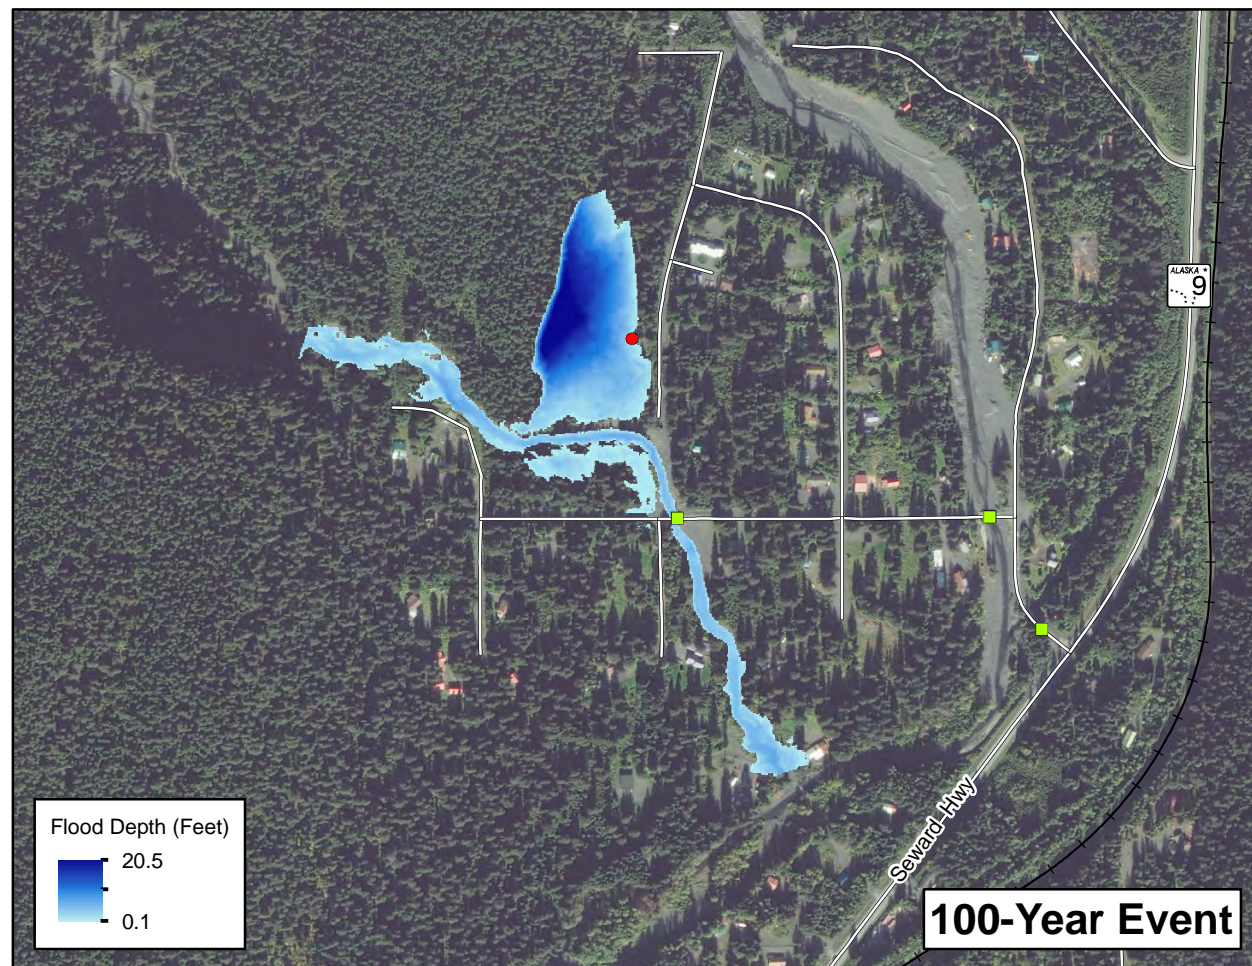 ALASKA
9
Seward Hwy
Flood Depth (Feet)
20.5
0.1
100-Year Event